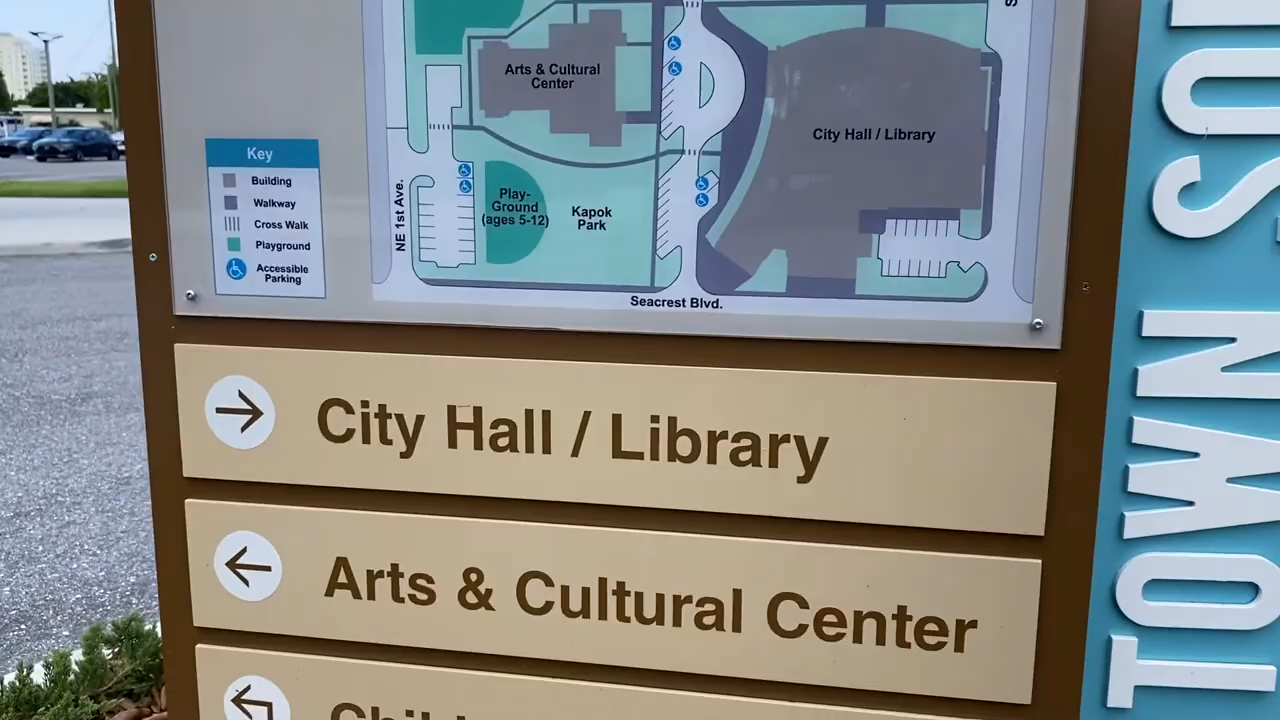 Arts & Cultural
Center
City Hall / Library
Key
Building
Walkway
Cross Walk
Playground
Accessible
Parking
NE 1st Ave.
Play-
Ground
(ages 5-12)
Kapok
Park
Seacrest Blvd.
City Hall / Library
Arts & Cultural Center
TOWN